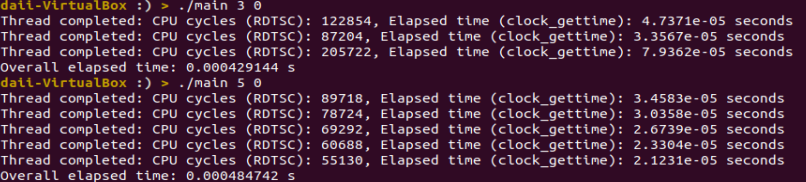 daii-VirtualBox :) > ./main 3 0
Thread completed: CPU cycles (RDTSC): 122854, Elapsed time (clock_gettime): 4.7371e-05 seconds
Thread completed: CPU cycles (RDTSC): 87204, Elapsed time (clock_gettime): 3.3567e-05 seconds
Thread completed: CPU cycles (RDTSC): 205722, Elapsed time (clock_gettime): 7.9362e-05 seconds
Overall elapsed time: 0.000429144 s
daii-VirtualBox :) > ./main 5 0
Thread completed: CPU cycles (RDTSC): 89718, Elapsed time (clock_gettime): 3.4583e-05 seconds
Thread completed: CPU cycles (RDTSC): 78724, Elapsed time (clock_gettime): 3.0358e-05 seconds
Thread completed: CPU cycles (RDTSC): 69292, Elapsed time (clock_gettime): 2.6739e-05 seconds
Thread completed: CPU cycles (RDTSC): 60688, Elapsed time (clock_gettime): 2.3304e-05 seconds
Thread completed: CPU cycles (RDTSC): 55130, Elapsed time (clock_gettime): 2.1231e-05 seconds
Overall elapsed time: 0.000484742 s